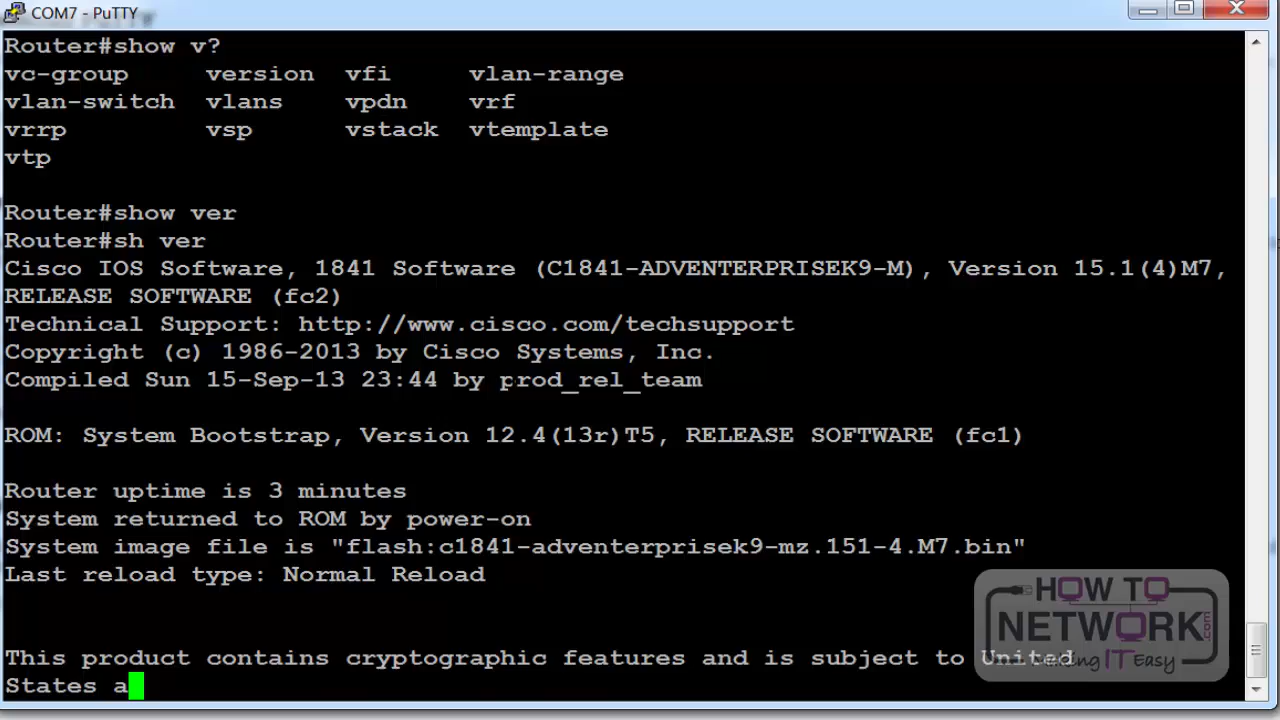 COM7 - PuTTY
Router#show v?
vc-group version vfi vlan-range
vlan-switch vlans vpdn vrf
vrrp vsp vstack vtemplate
vtp
Router#show ver
Router#sh ver
Cisco IOS Software, 1841 Software (C1841-ADVENTERPRISEK9-M), Version 15.1(4)M7,
RELEASE SOFTWARE (fc2)
Technical Support: http://www.cisco.com/techsupport
Copyright (c) 1986-2013 by Cisco Systems, Inc.
Compiled Sun 15-Sep-13 23:44 by prod_rel_team
ROM: System Bootstrap, Version 12.4(13r)T5, RELEASE SOFTWARE (fc1)
Router uptime is 3 minutes
System returned to ROM by power-on
System image file is "flash:c1841-adventerprisek9-mz.151-4.M7.bin"
Last reload type: Normal Reload
This product contains cryptographic features and is subject to United
States a
HOW TO
NETWORK.com
Making IT Easy